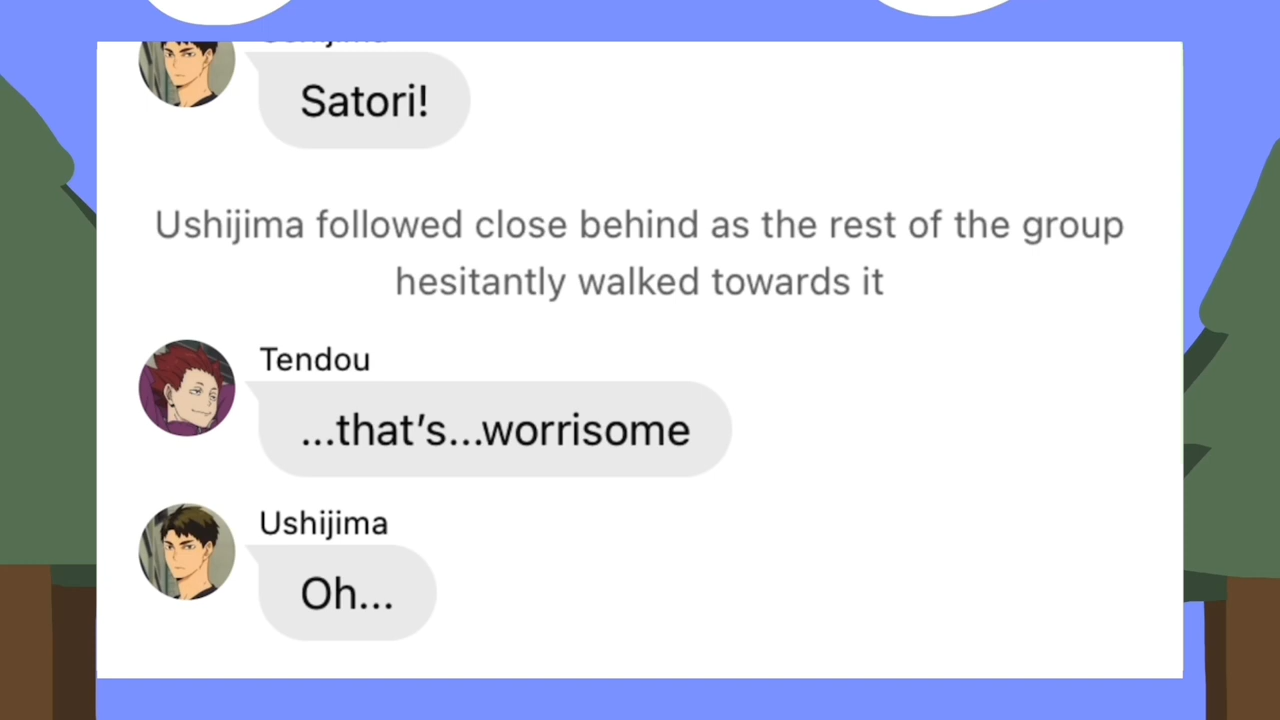 Satori!
Ushijima followed close behind as the rest of the group
hesitantly walked towards it
Tendou
...that's...worrisome
Ushijima
Oh...